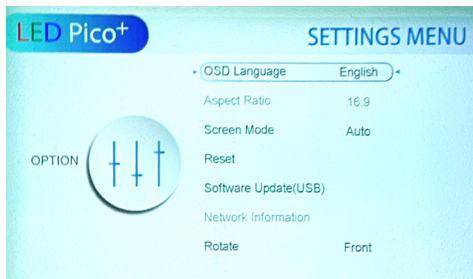 LED Pico+
SETTINGS MENU
OSD Language English
Aspect Ratio 16:9
Screen Mode Auto
OPTION
Reset
Software Update(USB)
Network Information
Rotate Front